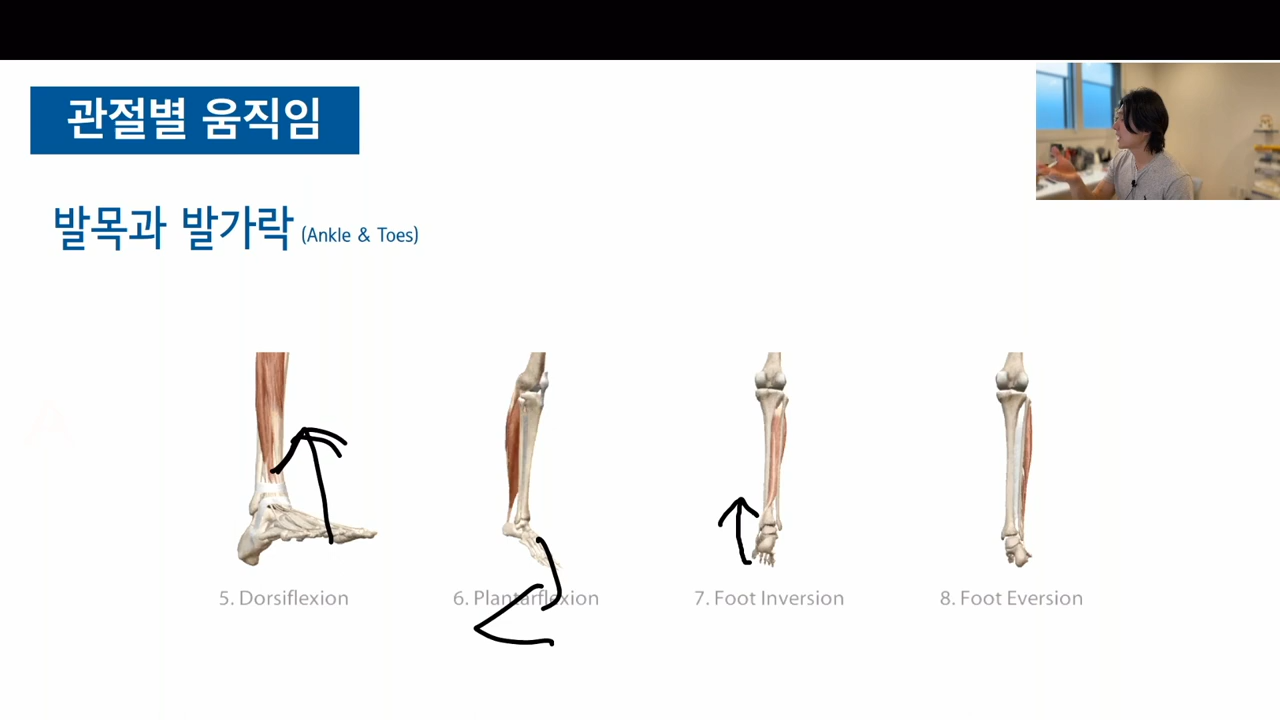 관절별 움직임
발목과 발가락 (Ankle & Toes)
5. Dorsiflexion
6. Plantarflexion
7. Foot Inversion
8. Foot Eversion